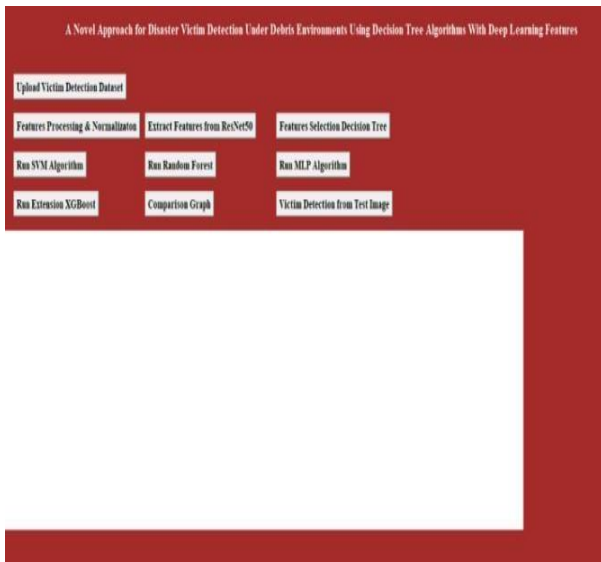 A Novel Approach for Disaster Victim Detection Under Debris Environments Using Decision Tree Algorithms With Deep Learning Features
Upload Victim Detection Dataset
Features Processing & Normalizaton Extract Features from ResNet50 Features Selection Decision Tree
Run SVM Algorithm Run Random Forest Run MLP Algorithm
Run Extension XGBoost Comparison Graph Victim Detection from Test Image